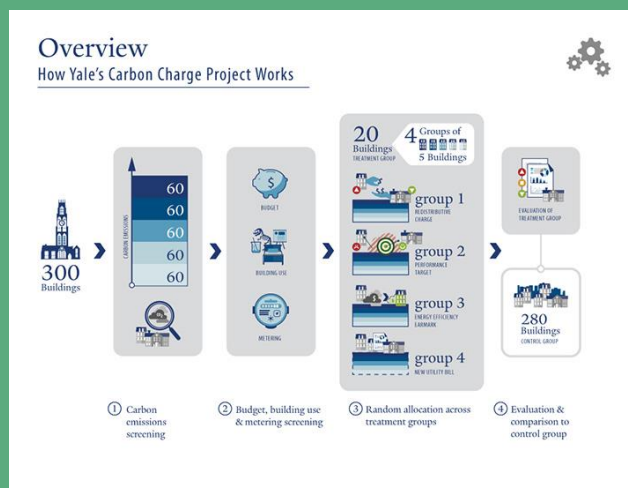 Overview
How Yale's Carbon Charge Project Works
300
Buildings
CARBON EMISSIONS
60
60
60
60
60
$
BUDGET
BUILDING USE
METERING
20
Buildings
TREATMENT GROUP
4 Groups of
5 Buildings
group 1
REDISTRIBUTIVE
CHARGE
group 2
PERFORMANCE
TARGET
$
group 3
ENERGY EFFICIENCY
EARMARK
group 4
NEW UTILITY BILL
EVALUATION OF
TREATMENT GROUP
280
Buildings
CONTROL GROUP
1 Carbon
emissions
screening
2 Budget, building use
& metering screening
3 Random allocation across
treatment groups
4 Evaluation &
comparison to
control group